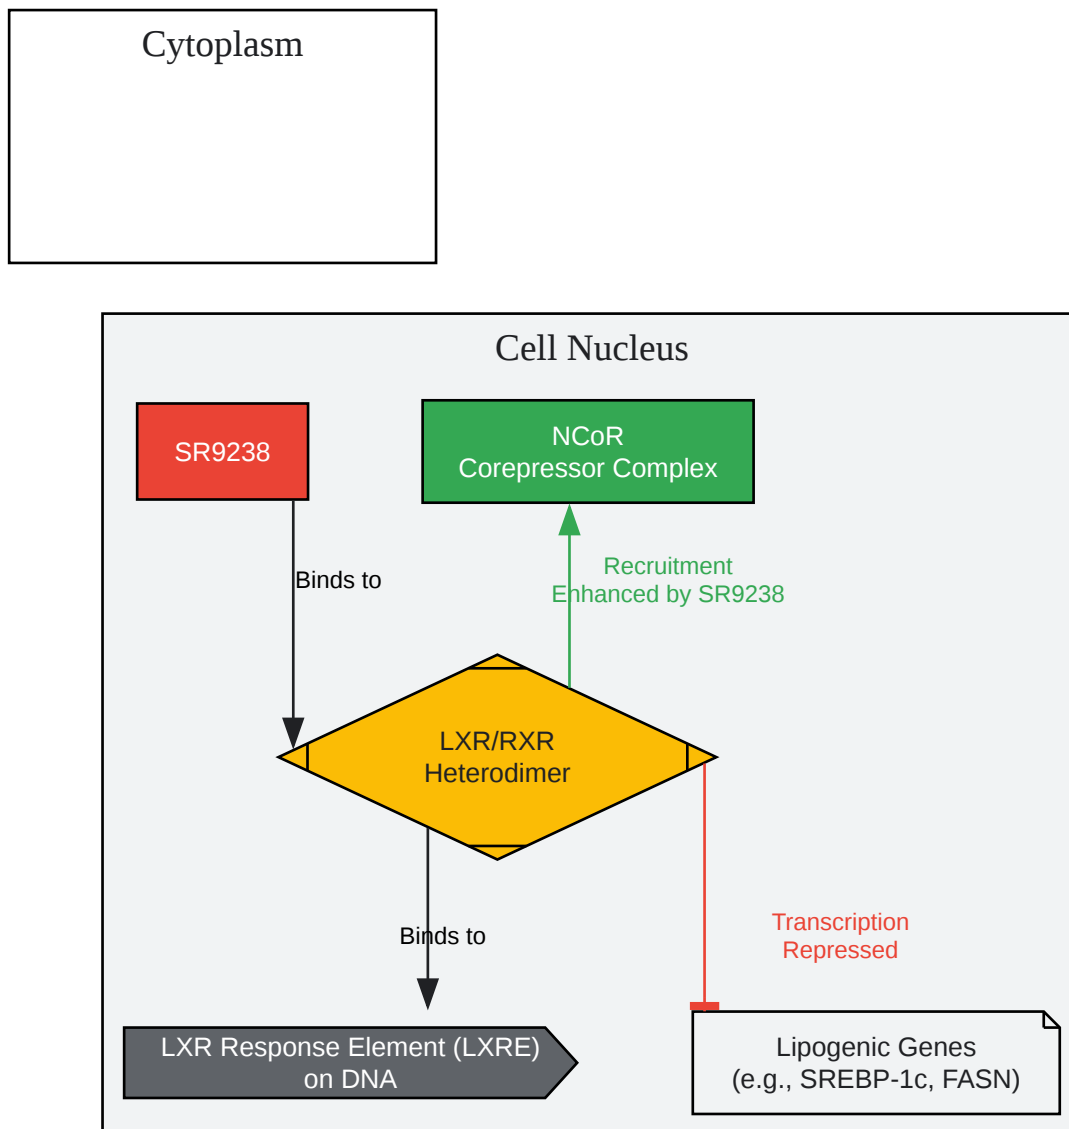 Cytoplasm
Cell Nucleus
SR9238
NCoR
Corepressor Complex
Binds to
Recruitment
Enhanced by SR9238
LXR/RXR
Heterodimer
Binds to
Transcription
Repressed
LXR Response Element (LXRE)
on DNA
Lipogenic Genes
(e.g., SREBP-1c, FASN)